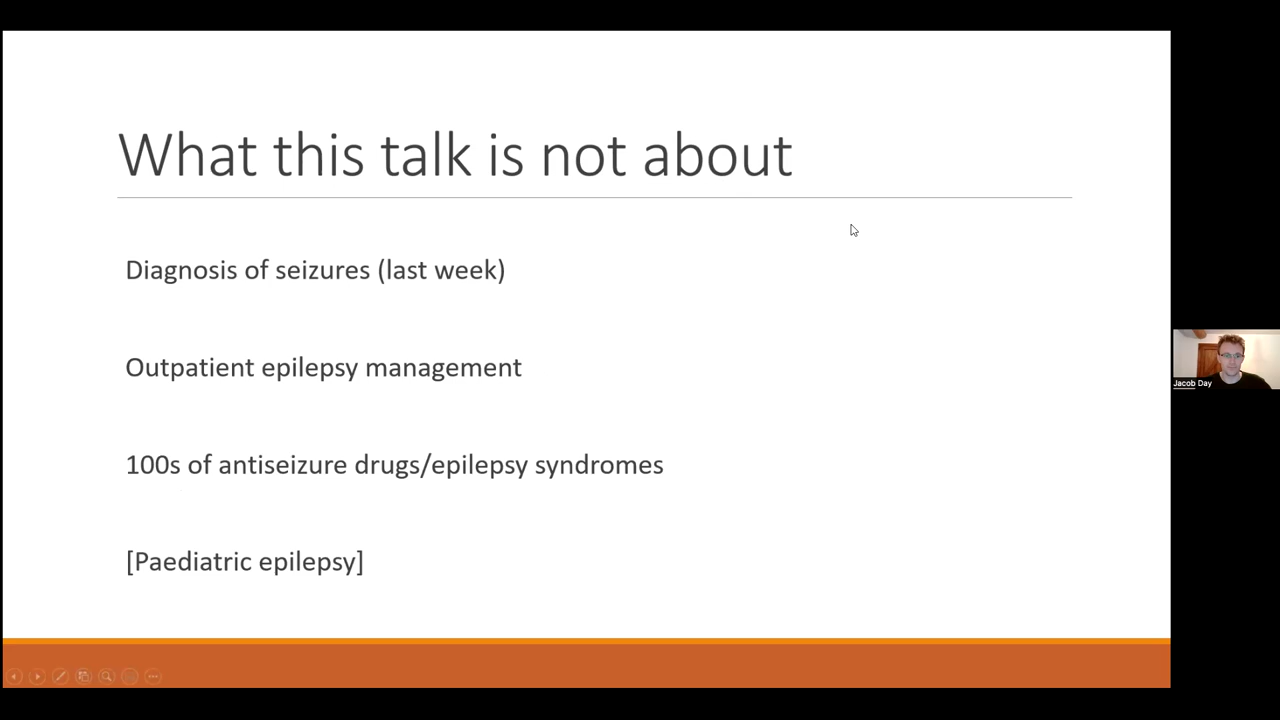 What this talk is not about
Diagnosis of seizures (last week)
Outpatient epilepsy management
100s of antiseizure drugs/epilepsy syndromes
[Paediatric epilepsy]
Jacob Day